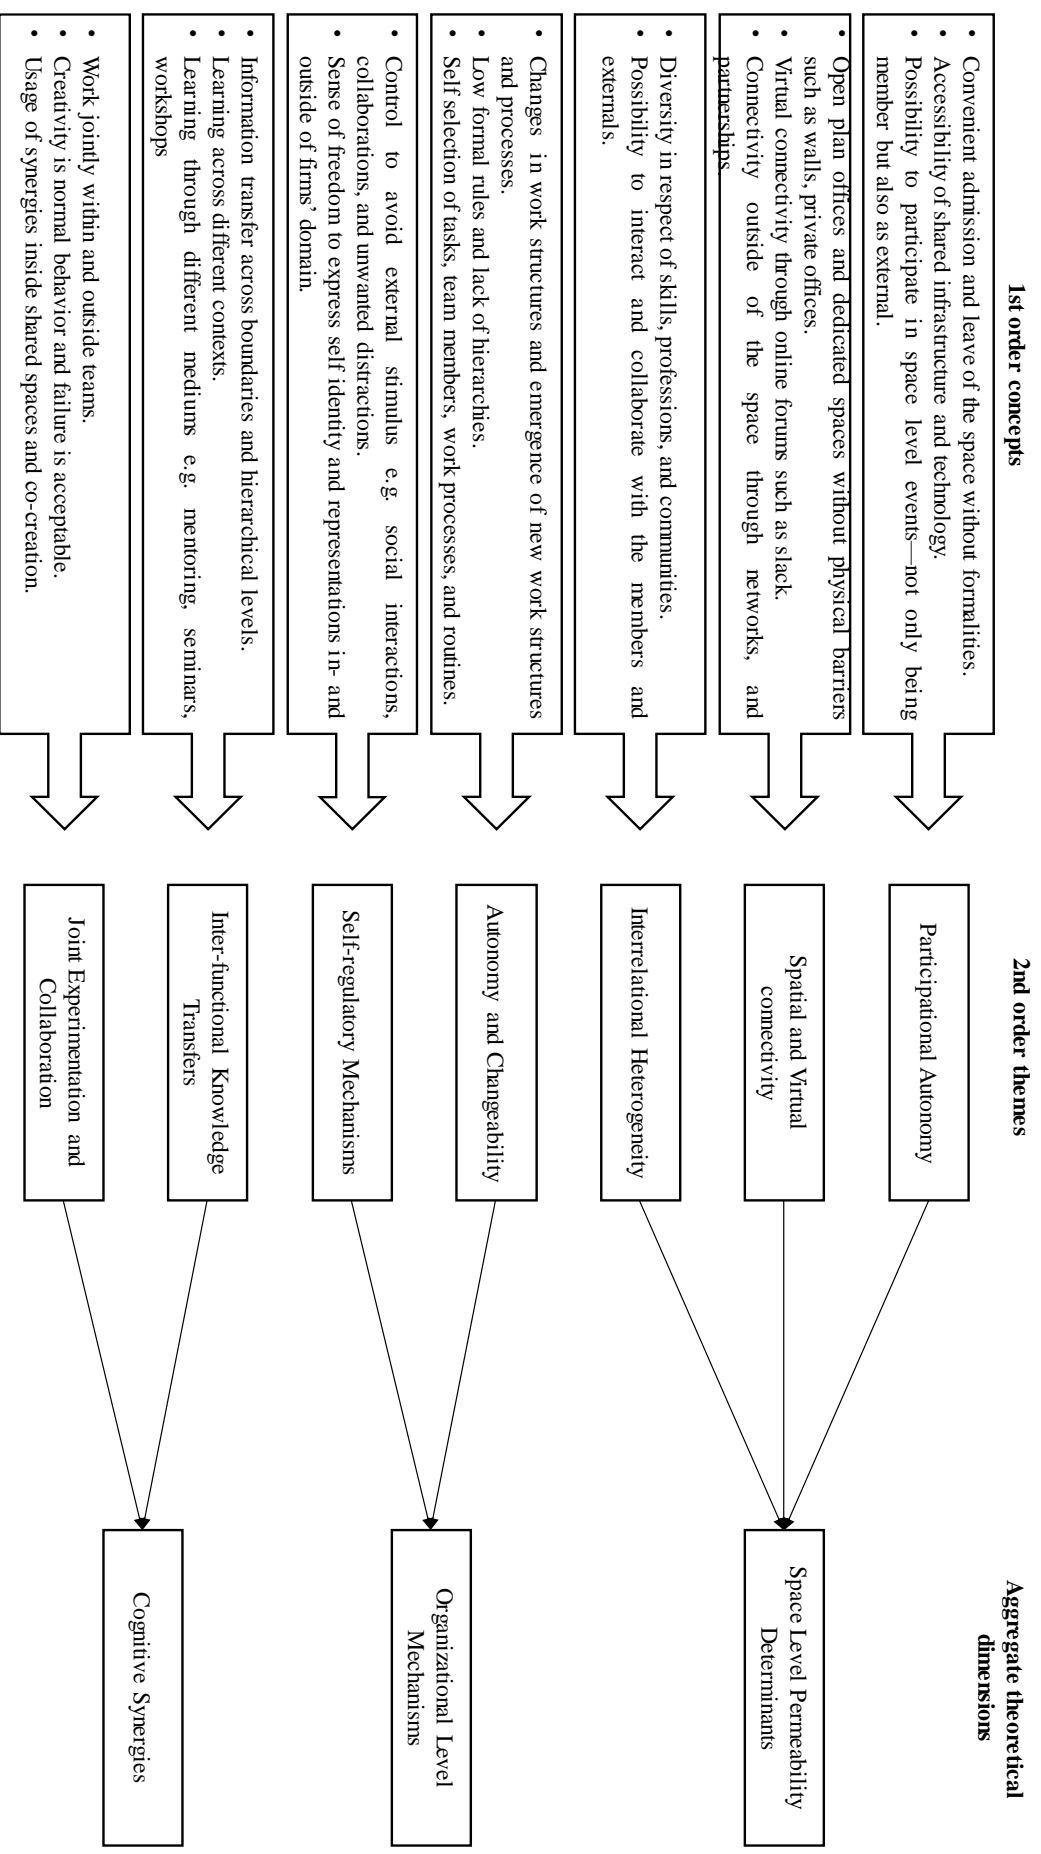 1st order concepts
2nd order themes
Aggregate theoretical
dimensions
• Convenient admission and leave of the space without formalities.
• Accessibility of shared infrastructure and technology.
• Possibility to participate in space level events—not only being
member but also as external.
Participational Autonomy
• Open plan offices and dedicated spaces without physical barriers
such as walls, private offices.
• Virtual connectivity through online forums such as slack.
• Connectivity outside of the space through networks, and
partnerships.
Spatial and Virtual
connectivity
Space Level Permeability
Determinants
• Diversity in respect of skills, professions, and communities.
• Possibility to interact and collaborate with the members and
externals.
Interrelational Heterogeneity
• Changes in work structures and emergence of new work structures
and processes.
• Low formal rules and lack of hierarchies.
• Self selection of tasks, team members, work processes, and routines.
Autonomy and Changeability
Organizational Level
Mechanisms
• Control to avoid external stimulus e.g. social interactions,
collaborations, and unwanted distractions.
• Sense of freedom to express self identity and representations in- and
outside of firms’ domain.
Self-regulatory Mechanisms
• Information transfer across boundaries and hierarchical levels.
• Learning across different contexts.
• Learning through different mediums e.g. mentoring, seminars,
workshops
Inter-functional Knowledge
Transfers
Cognitive Synergies
• Work jointly within and outside teams.
• Creativity is normal behavior and failure is acceptable.
• Usage of synergies inside shared spaces and co-creation.
Joint Experimentation and
Collaboration